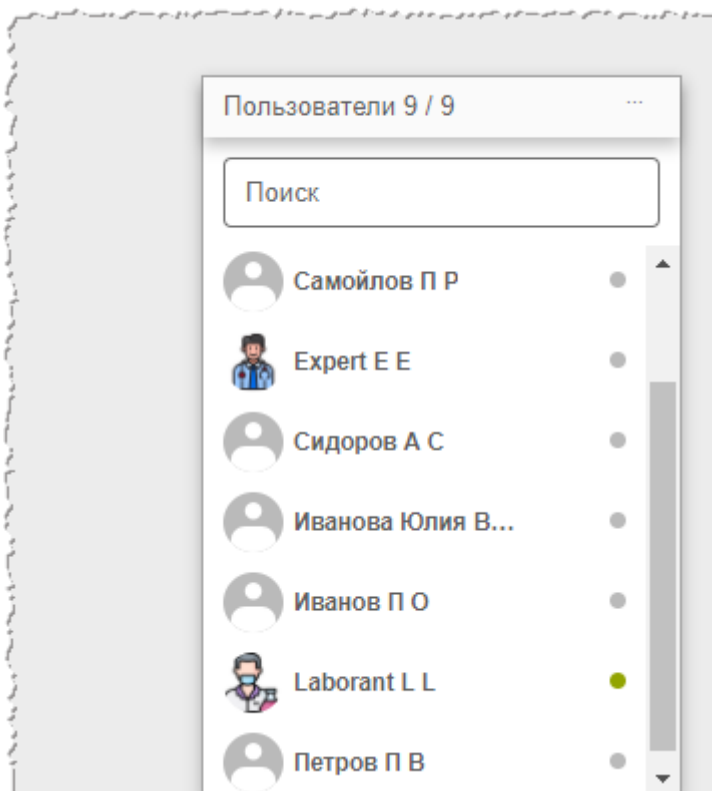 Пользователи 9 / 9 ...
Поиск
Самойлов П Р
Expert E E
Сидоров А С
Иванова Юлия В...
Иванов П О
Laborant L L
Петров П В